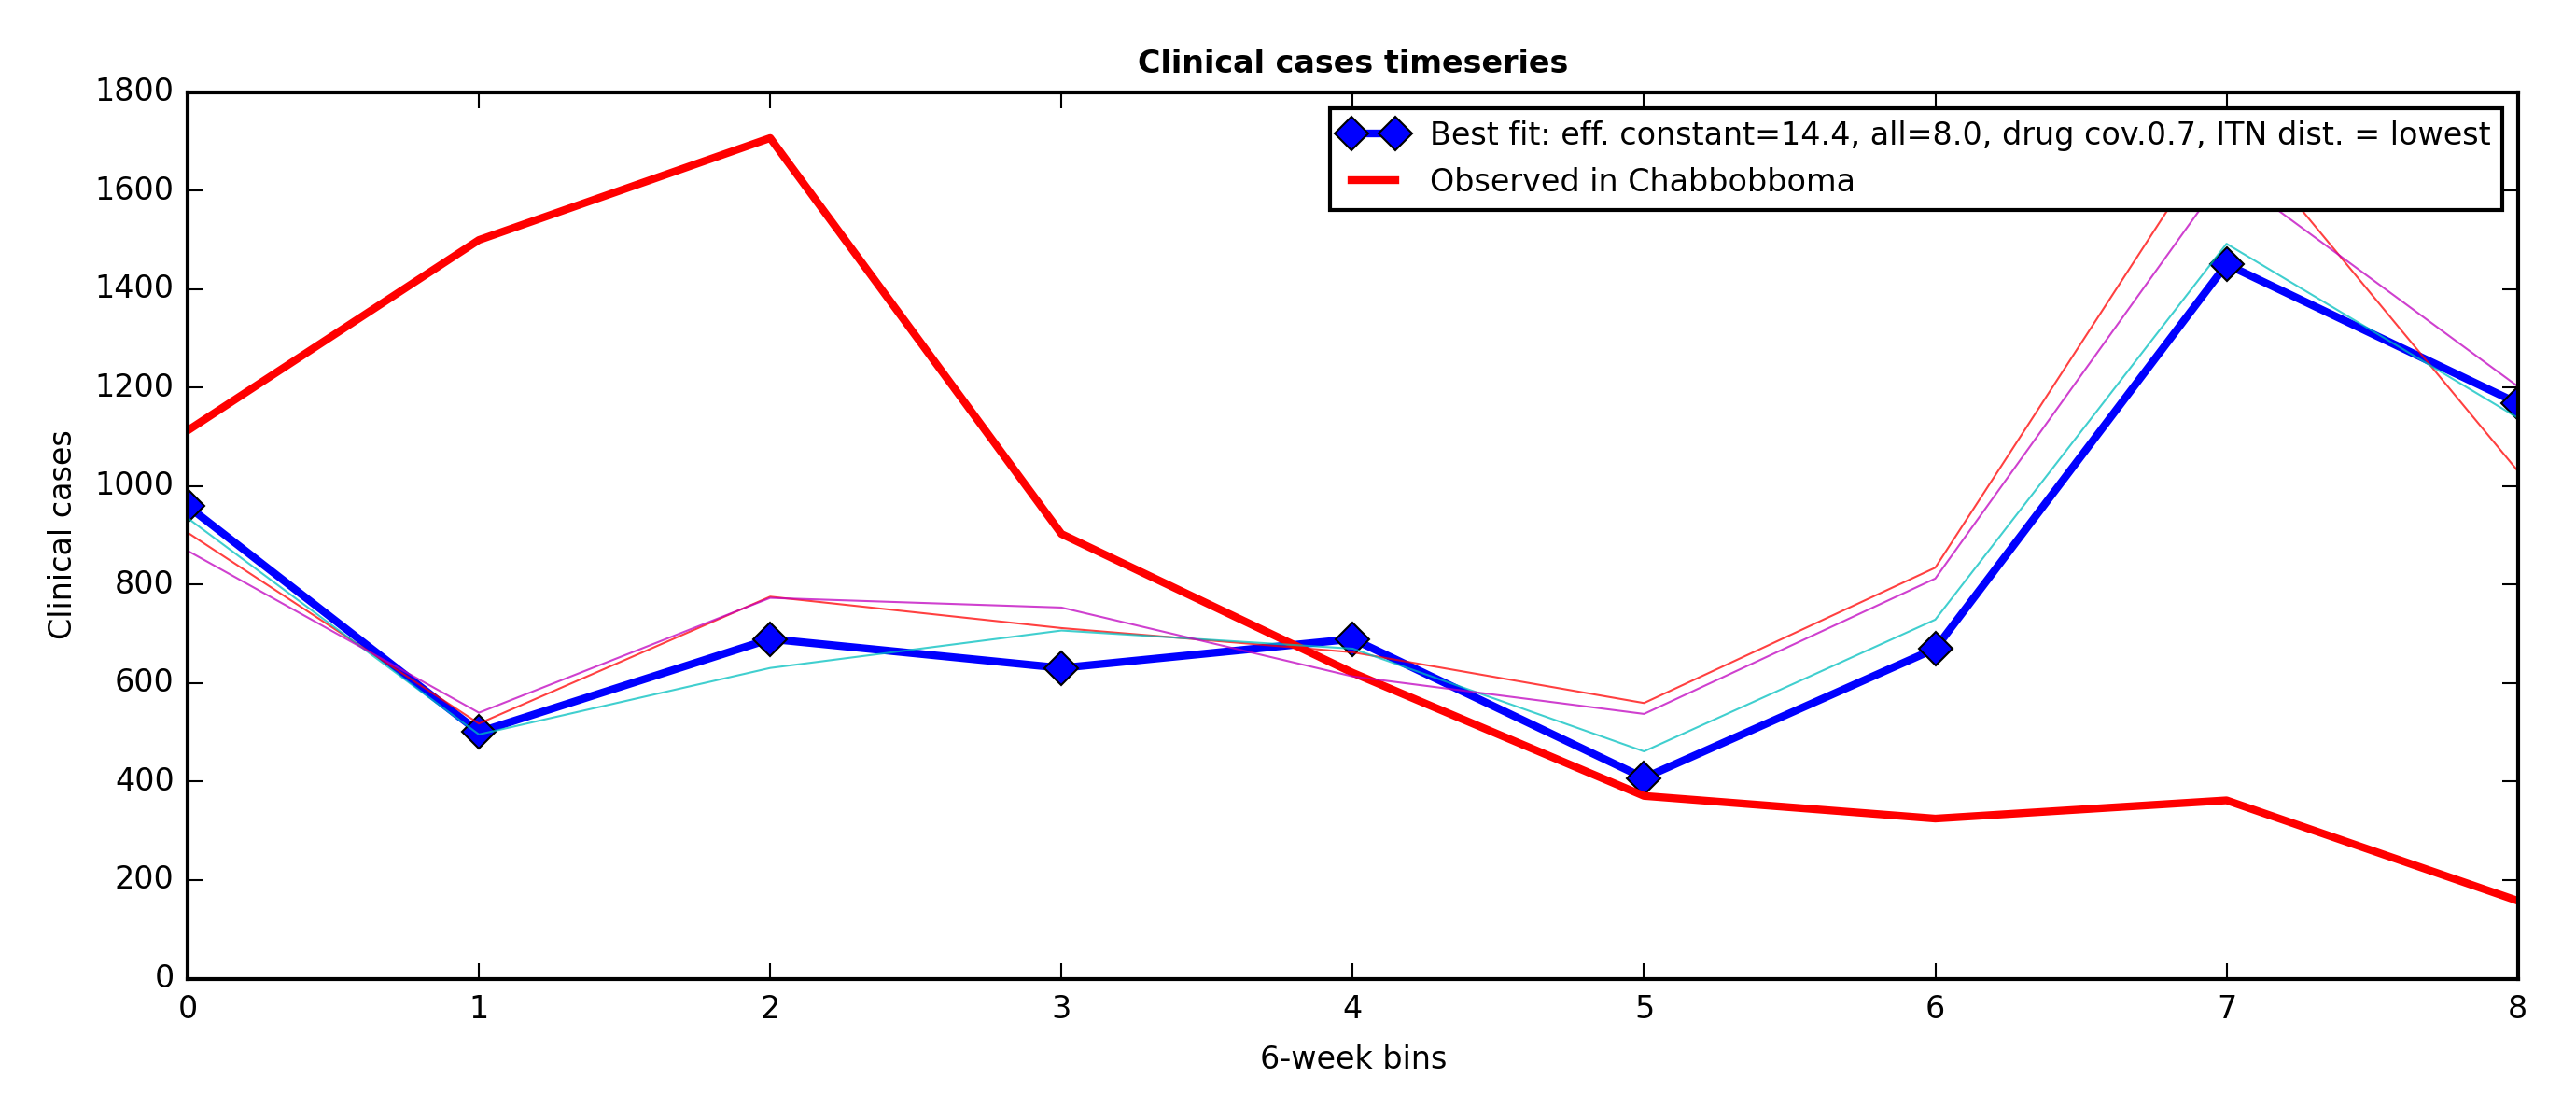 Clinical cases timeseries
1800
1600
1400
1200
1000
800
600
400
200
0
Clinical cases
Best fit: eff. constant=14.4, all=8.0, drug cov.0.7, ITN dist. = lowest
Observed in Chabbobboma
0 1 2 3 4 5 6 7 8
6-week bins